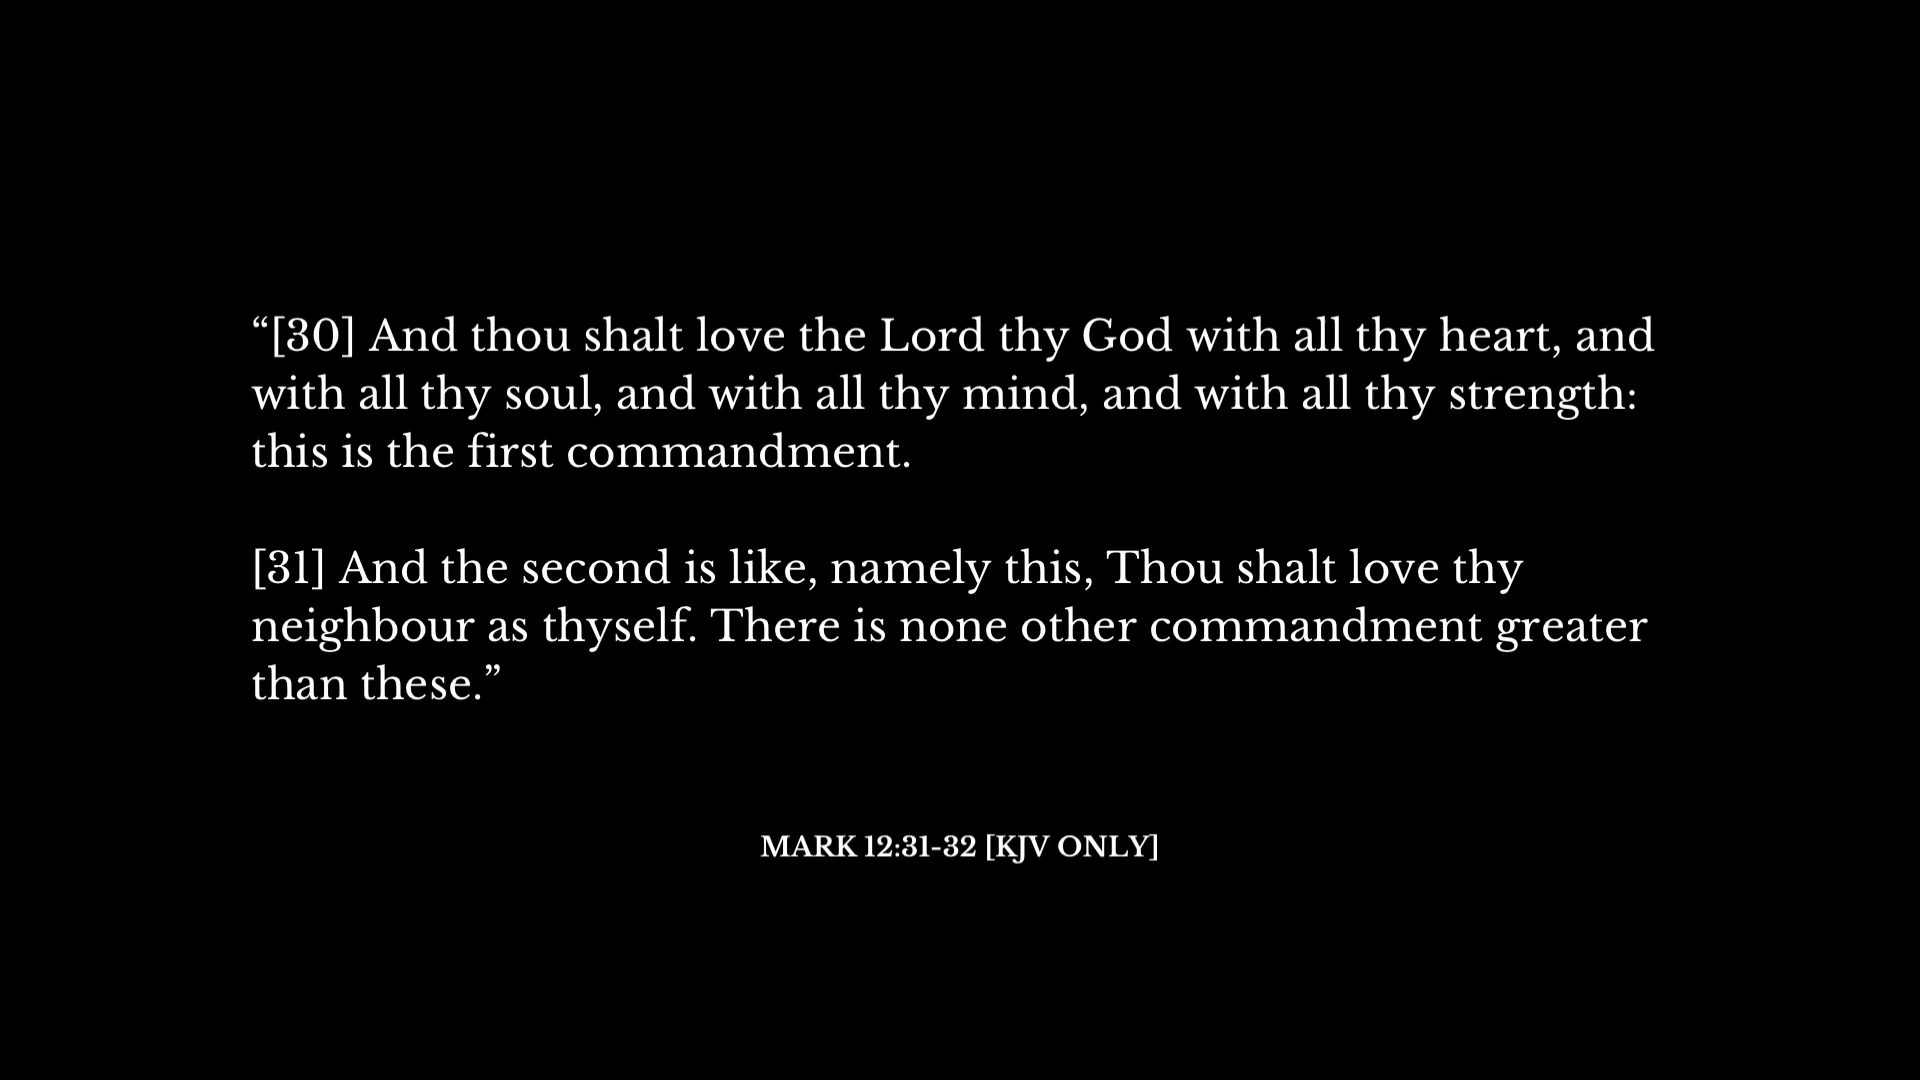 “[30] And thou shalt love the Lord thy God with all thy heart, and
with all thy soul, and with all thy mind, and with all thy strength:
this is the first commandment.
[31] And the second is like, namely this, Thou shalt love thy
neighbour as thyself. There is none other commandment greater
than these.”
MARK 12:31-32 [KJV ONLY]